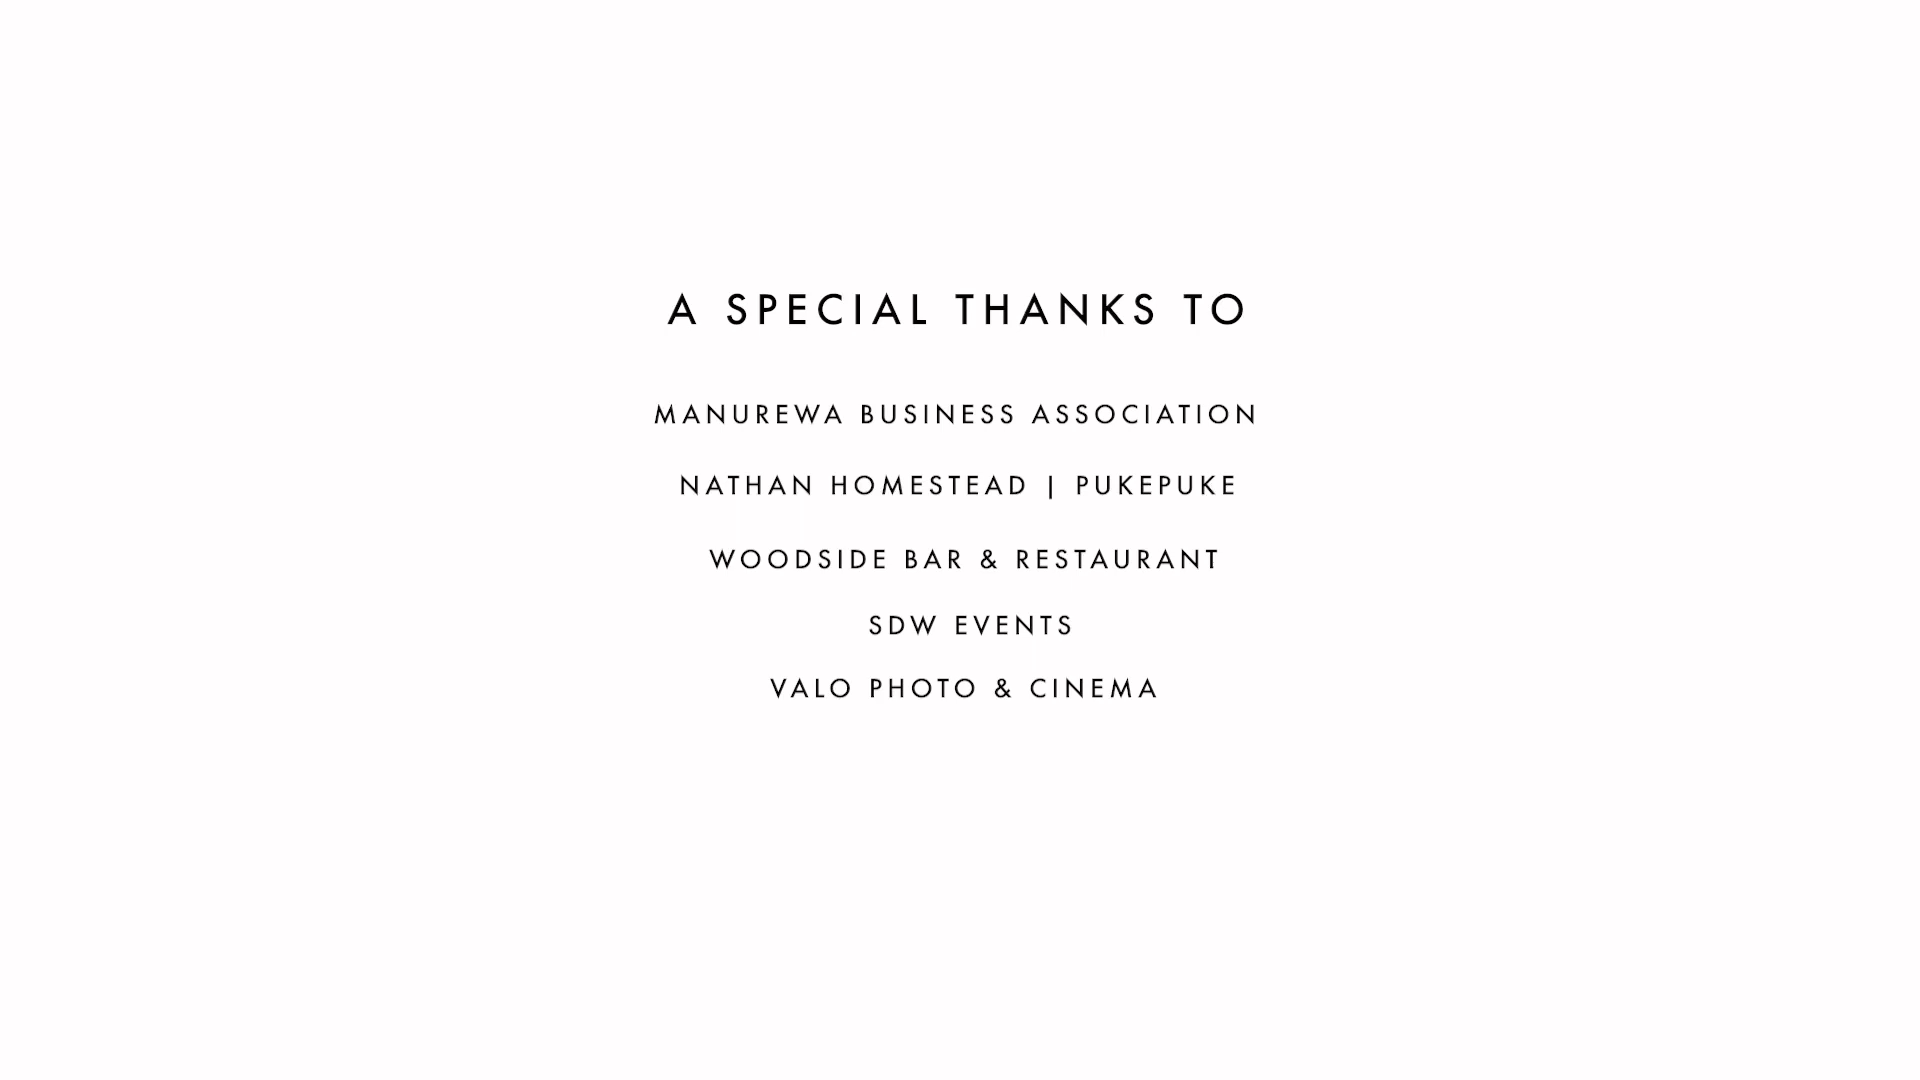 A SPECIAL THANKS TO
MANUREWA BUSINESS ASSOCIATION
NATHAN HOMESTEAD | PUKEPUKE
WOODSIDE BAR & RESTAURANT
SDW EVENTS
VALO PHOTO & CINEMA